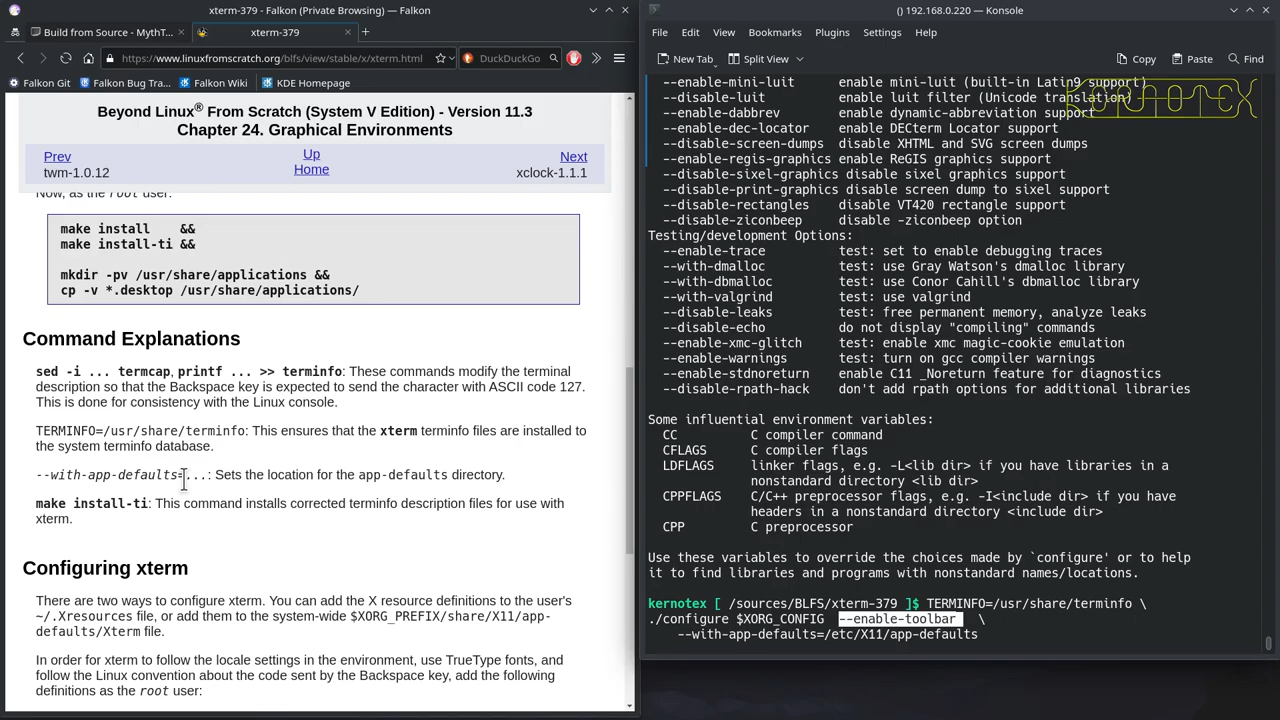 xterm-379 – Falkon (Private Browsing) — Falkon
Build from Source - MythT...
xterm-379
https://www.linuxfromscratch.org/blfs/view/stable/x/xterm.html
DuckDuckGo
Falkon Git
Falkon Bug Tra...
Falkon Wiki
KDE Homepage
Beyond Linux® From Scratch (System V Edition) - Version 11.3
Chapter 24. Graphical Environments
Prev
Up
Next
twm-1.0.12
Home
xclock-1.1.1
Now, as the root user:
make install    &&
make install-ti &&
mkdir -pv /usr/share/applications &&
cp -v *.desktop /usr/share/applications/
Command Explanations
sed -i ... termcap, printf ... >> terminfo: These commands modify the terminal
description so that the Backspace key is expected to send the character with ASCII code 127.
This is done for consistency with the Linux console.
TERMINFO=/usr/share/terminfo: This ensures that the xterm terminfo files are installed to
the system terminfo database.
--with-app-defaults=...: Sets the location for the app-defaults directory.
make install-ti: This command installs corrected terminfo description files for use with
xterm.
Configuring xterm
There are two ways to configure xterm. You can add the X resource definitions to the user's
~/.Xresources file, or add them to the system-wide $XORG_PREFIX/share/X11/app-
defaults/Xterm file.
In order for xterm to follow the locale settings in the environment, use TrueType fonts, and
follow the Linux convention about the code sent by the Backspace key, add the following
definitions as the root user:
() 192.168.0.220 — Konsole
File Edit View Bookmarks Plugins Settings Help
New Tab
Split View
Copy
Paste
Find
KERNOTEX
--enable-mini-luit      enable mini-luit (built-in Latin9 support)
--disable-luit          enable luit filter (Unicode translation)
--enable-dabbrev        enable dynamic-abbreviation support
--enable-dec-locator    enable DECterm Locator support
--disable-screen-dumps  disable XHTML and SVG screen dumps
--enable-regis-graphics enable ReGIS graphics support
--disable-sixel-graphics disable sixel graphics support
--disable-print-graphics disable screen dump to sixel support
--disable-rectangles    disable VT420 rectangle support
--disable-ziconbeep     disable -ziconbeep option
Testing/development Options:
--enable-trace          test: set to enable debugging traces
--with-dmalloc          test: use Gray Watson's dmalloc library
--with-dbmalloc         test: use Conor Cahill's dbmalloc library
--with-valgrind         test: use valgrind
--disable-leaks         test: free permanent memory, analyze leaks
--disable-echo          do not display "compiling" commands
--enable-xmc-glitch     test: enable xmc magic-cookie emulation
--enable-warnings       test: turn on gcc compiler warnings
--enable-stdnoreturn    enable C11 _Noreturn feature for diagnostics
--disable-rpath-hack    don't add rpath options for additional libraries
Some influential environment variables:
CC          C compiler command
CFLAGS      C compiler flags
LDFLAGS     linker flags, e.g. -L<lib dir> if you have libraries in a
nonstandard directory <lib dir>
CPPFLAGS    C/C++ preprocessor flags, e.g. -I<include dir> if you have
headers in a nonstandard directory <include dir>
CPP         C preprocessor
Use these variables to override the choices made by `configure' or to help
it to find libraries and programs with nonstandard names/locations.
kernotex [ /sources/BLFS/xterm-379 ]$ TERMINFO=/usr/share/terminfo \
./configure $XORG_CONFIG  --enable-toolbar   \
--with-app-defaults=/etc/X11/app-defaults